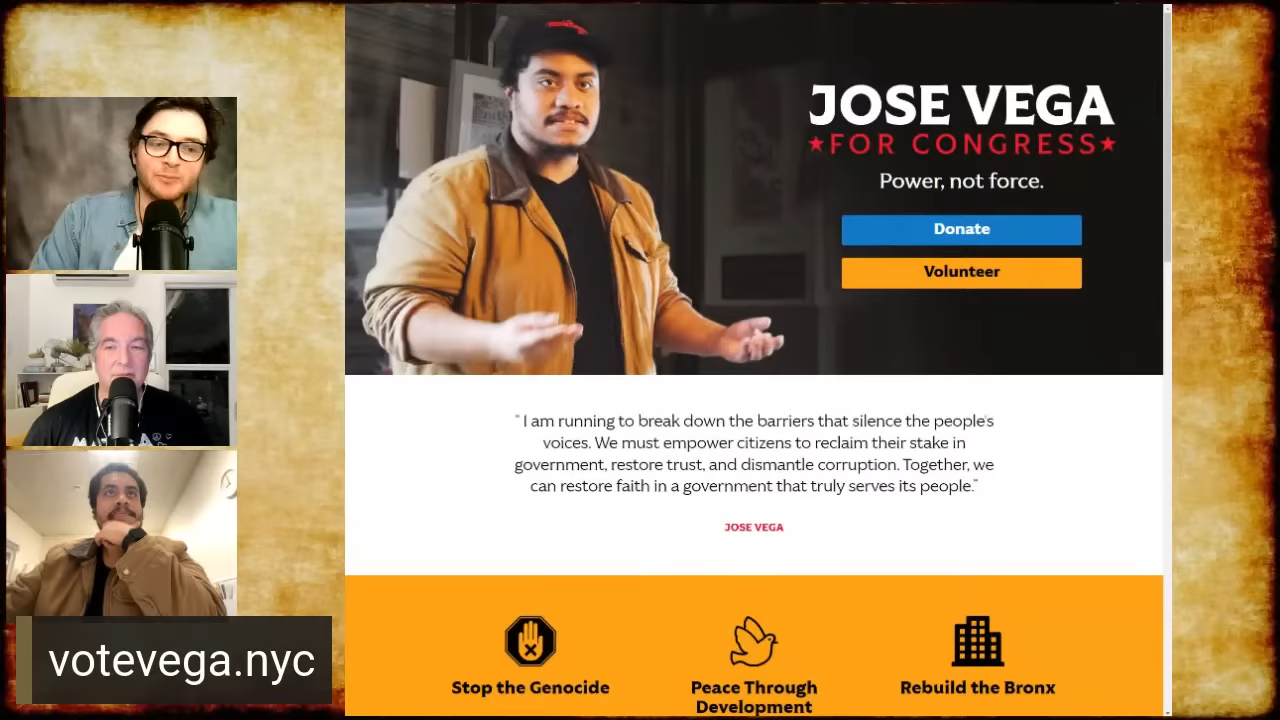 JOSE VEGA
★FOR CONGRESS★
Power, not force.
Donate
Volunteer
" I am running to break down the barriers that silence the people's
voices. We must empower citizens to reclaim their stake in
government, restore trust, and dismantle corruption. Together, we
can restore faith in a government that truly serves its people."
JOSE VEGA
Stop the Genocide
Peace Through
Development
Rebuild the Bronx
votevega.nyc